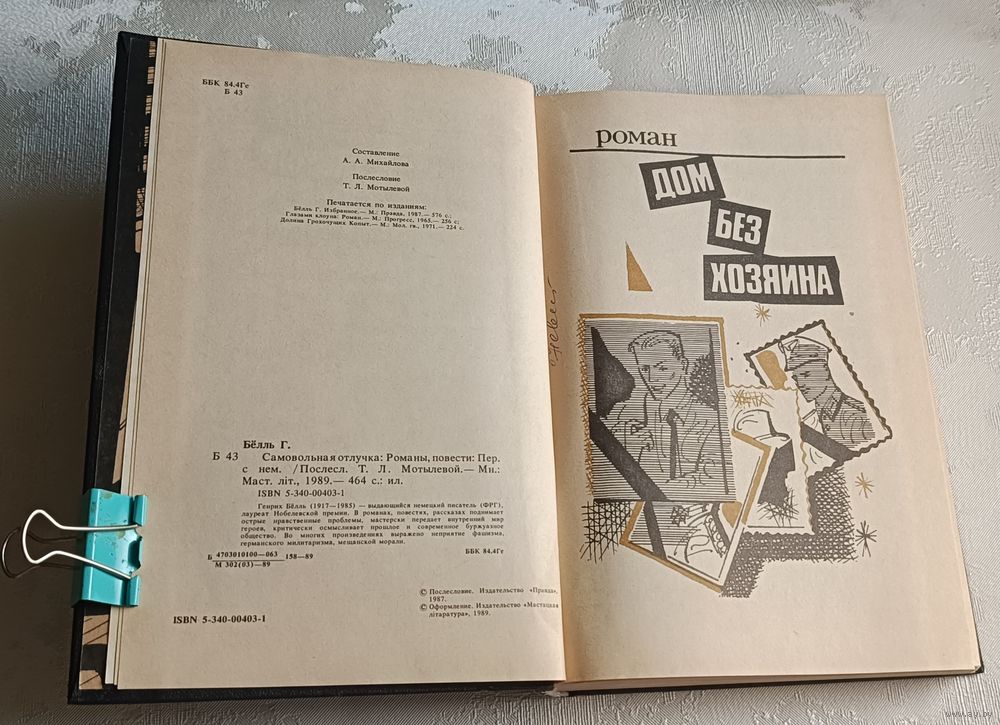 ББК 84.4Ге
Б 43
Составление
А. А. Михайлова
Послесловие
Т. Л. Мотылевой
Печатается по изданиям:
Бёлль Г. Избранное.— М.: Правда, 1987.— 576 с.;
Глазами клоуна: Роман.— М.: Прогресс, 1965.— 256 с;
Долина Грохочущих Копыт.— М.: Мол. гв., 1971.— 224 с.
Бёлль Г.
Б 43 Самовольная отлучка: Романы, повести: Пер.
с нем. /Послесл. Т. Л. Мотылевой.— Мн.:
Маст. літ., 1989.— 464 с.: ил.
ISBN 5-340-00403-1
Генрих Бёлль (1917—1985) — выдающийся немецкий писатель (ФРГ),
лауреат Нобелевской премии. В романах, повестях, рассказах поднимает
острые нравственные проблемы, мастерски передает внутренний мир
героев, критически осмысливает прошлое и современное буржуазное
общество. Во многих произведениях выражено неприятие фашизма,
германского милитаризма, мещанской морали.
Б 4703010100—063 158—89
М 302(03)—89
ББК 84.4Ге
© Послесловие. Издательство «Правда»,
1987.
© Оформление. Издательство «Мастацкая
літаратура», 1989.
ISBN 5-340-00403-1
роман
ДОМ
БЕЗ
ХОЗЯИНА